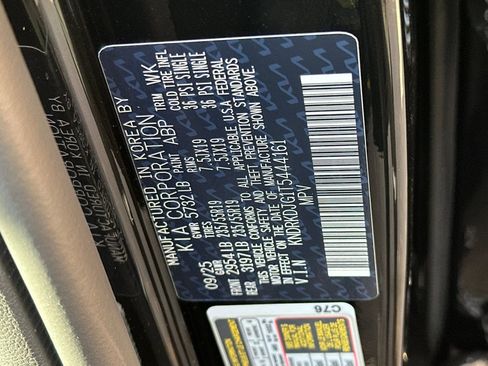 MANUFACTURED IN KOREA BY
KIA CORPORATION
09/25 GVWR 5732LB PAINT ABP TRIM WK
GAWR TIRES RIMS COLD TIRE INFL
FRONT 2954LB 235/55R19 7.5JX19 36 PSI SINGLE
REAR 3197LB 235/55R19 7.5JX19 36 PSI SINGLE
THIS VEHICLE CONFORMS TO ALL APPLICABLE U.S.A FEDERAL
MOTOR VEHICLE SAFETY AND THEFT PREVENTION STANDARDS
IN EFFECT ON THE DATE OF MANUFACTURE SHOWN ABOVE.
V.I.N KNDRKDJG1T5444161
MPV
C76